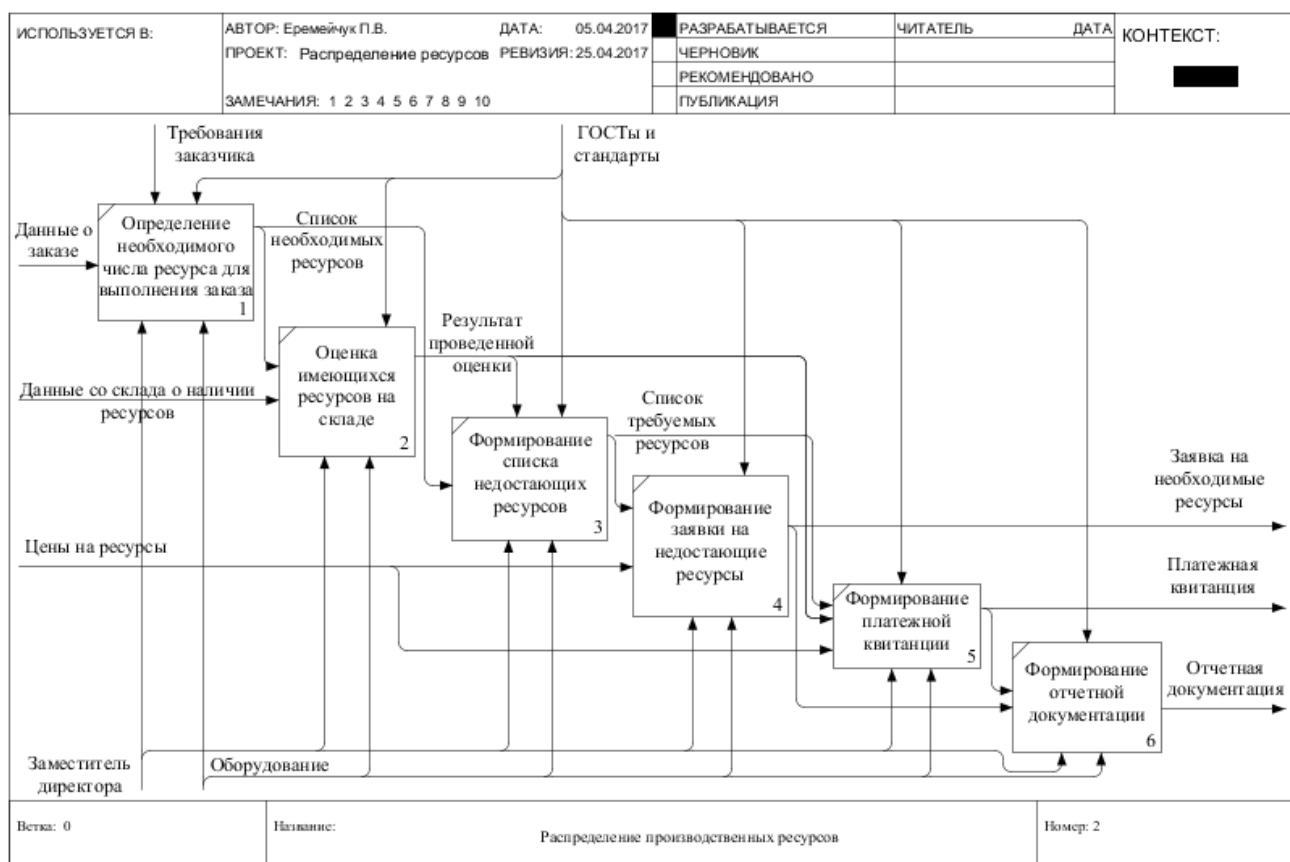 ИСПОЛЬЗУЕТСЯ В:
АВТОР: Еремейчук П.В.
ДАТА: 05.04.2017
ПРОЕКТ: Распределение ресурсов
РЕВИЗИЯ: 25.04.2017
ЗАМЕЧАНИЯ: 1 2 3 4 5 6 7 8 9 10
РАЗРАБАТЫВАЕТСЯ
ЧЕРНОВИК
РЕКОМЕНДОВАНО
ПУБЛИКАЦИЯ
ЧИТАТЕЛЬ
ДАТА
КОНТЕКСТ:
Требования
заказчика
ГОСТы и
стандарты
Данные о
заказе
Определение
необходимого
числа ресурса для
выполнения заказа
1
Список
необходимых
ресурсов
Данные со склада о наличии
ресурсов
Оценка
имеющихся
ресурсов на
складе
2
Результат
проведенной
оценки
Формирование
списка
недостающих
ресурсов
3
Список
требуемых
ресурсов
Цены на ресурсы
Формирование
заявки на
недостающие
ресурсы
4
Заявка на
необходимые
ресурсы
Формирование
платежной
квитанции
5
Платежная
квитанция
Формирование
отчетной
документации
6
Отчетная
документация
Заместитель
директора
Оборудование
Ветка: 0
Название:
Распределение производственных ресурсов
Номер: 2